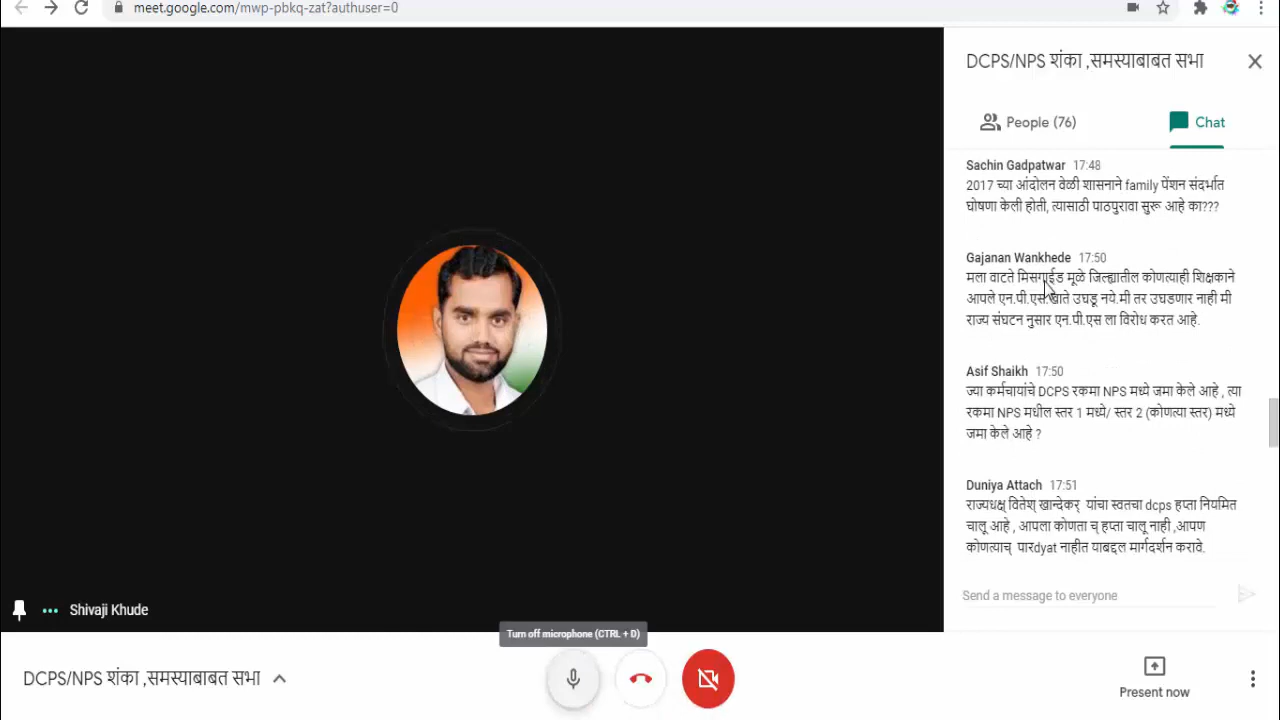 meet.google.com/mwp-pbkq-zat?authuser=0
DCPS/NPS शंका ,समस्याबाबत सभा
People (76)
Chat
Sachin Gadpatwar 17:48
2017 च्या आंदोलन वेळी शासनाने family पेंशन संदर्भात
घोषणा केली होती, त्यासाठी पाठपुरावा सुरू आहे का???
Gajanan Wankhede 17:50
मला वाटते मिसगाईड मूळे जिल्ह्यातील कोणत्याही शिक्षकाने
आपले एन.पी.एस खाते उघडू नये.मी तर उघडणार नाही मी
राज्य संघटन नुसार एन.पी.एस ला विरोध करत आहे.
Asif Shaikh 17:50
ज्या कर्मचायांचे DCPS रकमा NPS मध्ये जमा केले आहे , त्या
रकमा NPS मधील स्तर 1 मध्ये/ स्तर 2 (कोणत्या स्तर) मध्ये
जमा केले आहे ?
Duniya Attach 17:51
राज्यधक्ष् वितेश् खान्देकर् यांचा स्वतचा dcps हप्ता नियमित
चालू आहे , आपला कोणता च् हप्ता चालू नाही ,आपण
कोणत्याच् पारdyat नाहीत याबद्दल मार्गदर्शन करावे.
Send a message to everyone
Shivaji Khude
Turn off microphone (CTRL + D)
DCPS/NPS शंका ,समस्याबाबत सभा
Present now